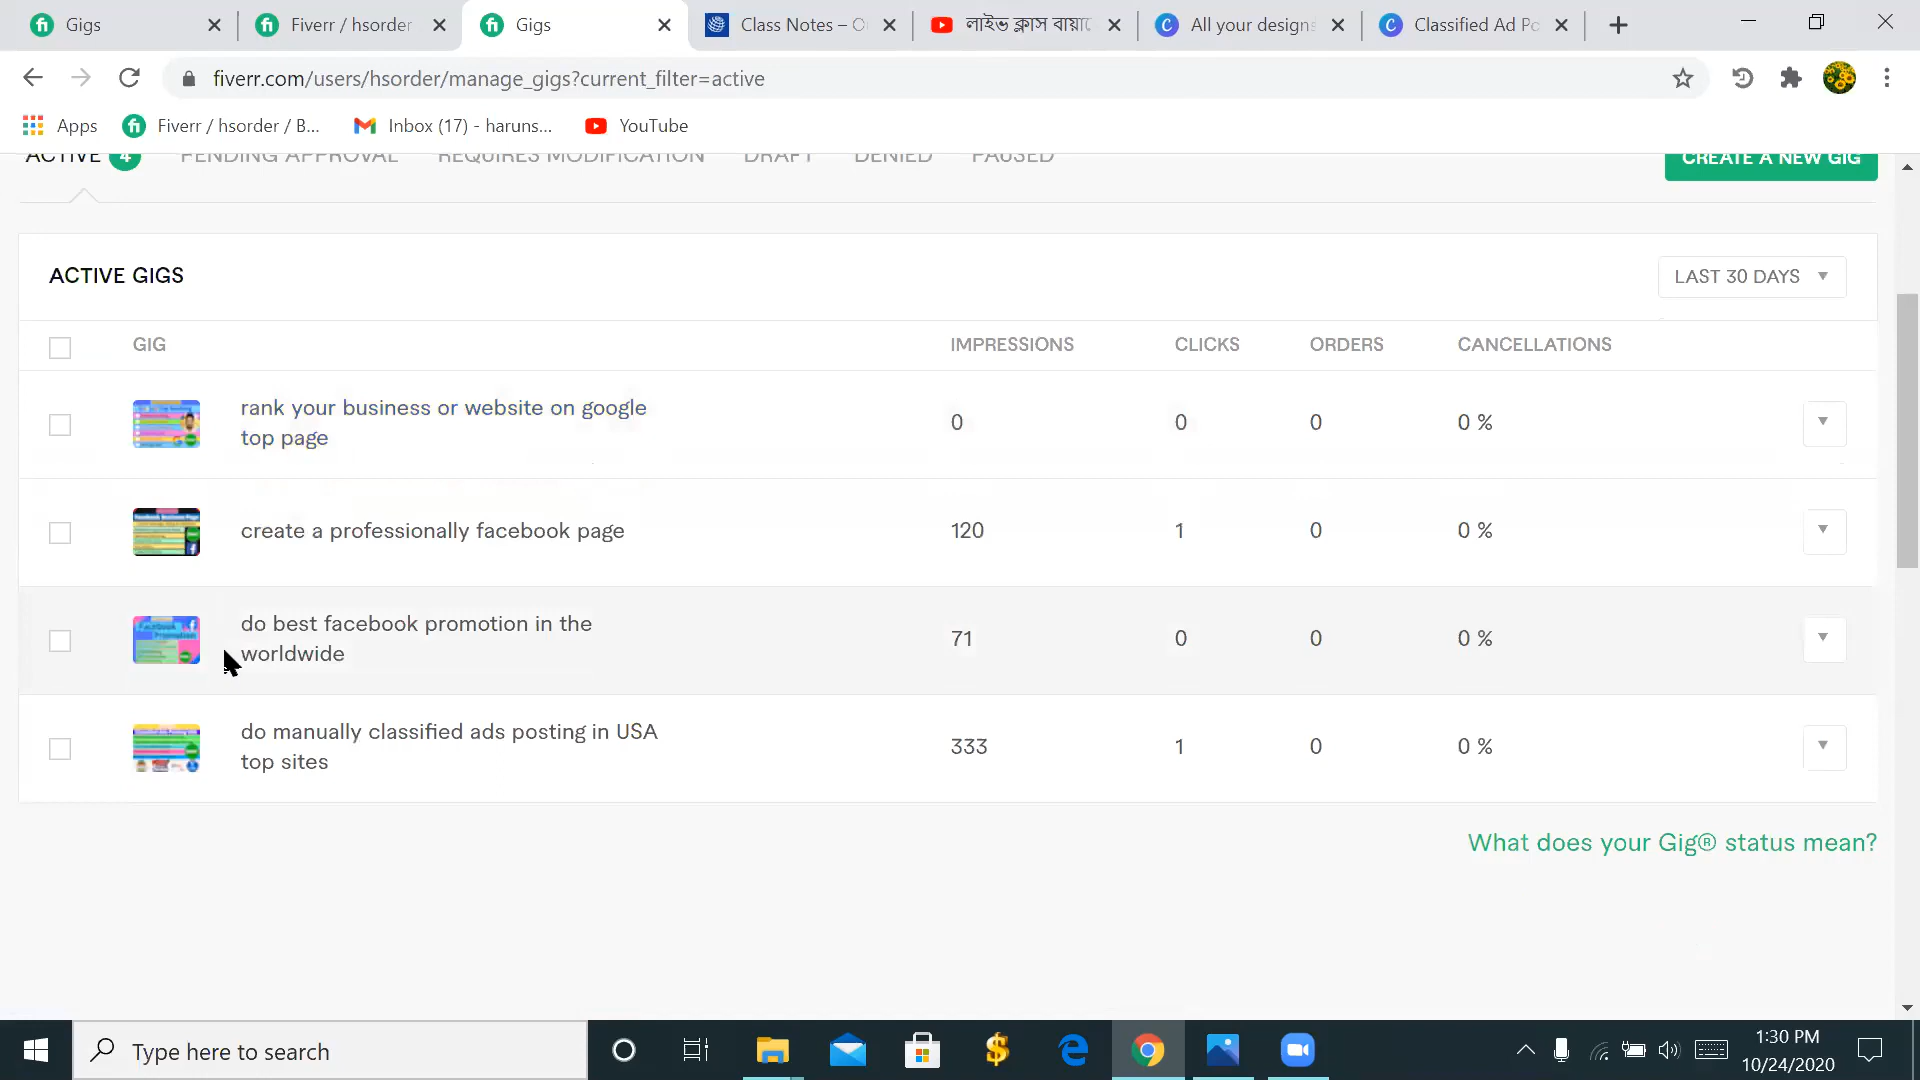 Gigs
Fiverr / hsorder
Gigs
Class Notes – O
লাইভ ক্লাস বায়া
All your designs
Classified Ad Po
fiverr.com/users/hsorder/manage_gigs?current_filter=active
Apps
Fiverr / hsorder / B...
Inbox (17) - haruns...
YouTube
ACTIVE 4
PENDING APPROVAL
REQUIRES MODIFICATION
DRAFT
DENIED
PAUSED
CREATE A NEW GIG
ACTIVE GIGS
LAST 30 DAYS
GIG IMPRESSIONS CLICKS ORDERS CANCELLATIONS
rank your business or website on google
top page
0 0 0 0 %
create a professionally facebook page
120 1 0 0 %
do best facebook promotion in the
worldwide
71 0 0 0 %
do manually classified ads posting in USA
top sites
333 1 0 0 %
What does your Gig® status mean?
Type here to search
1:30 PM
10/24/2020